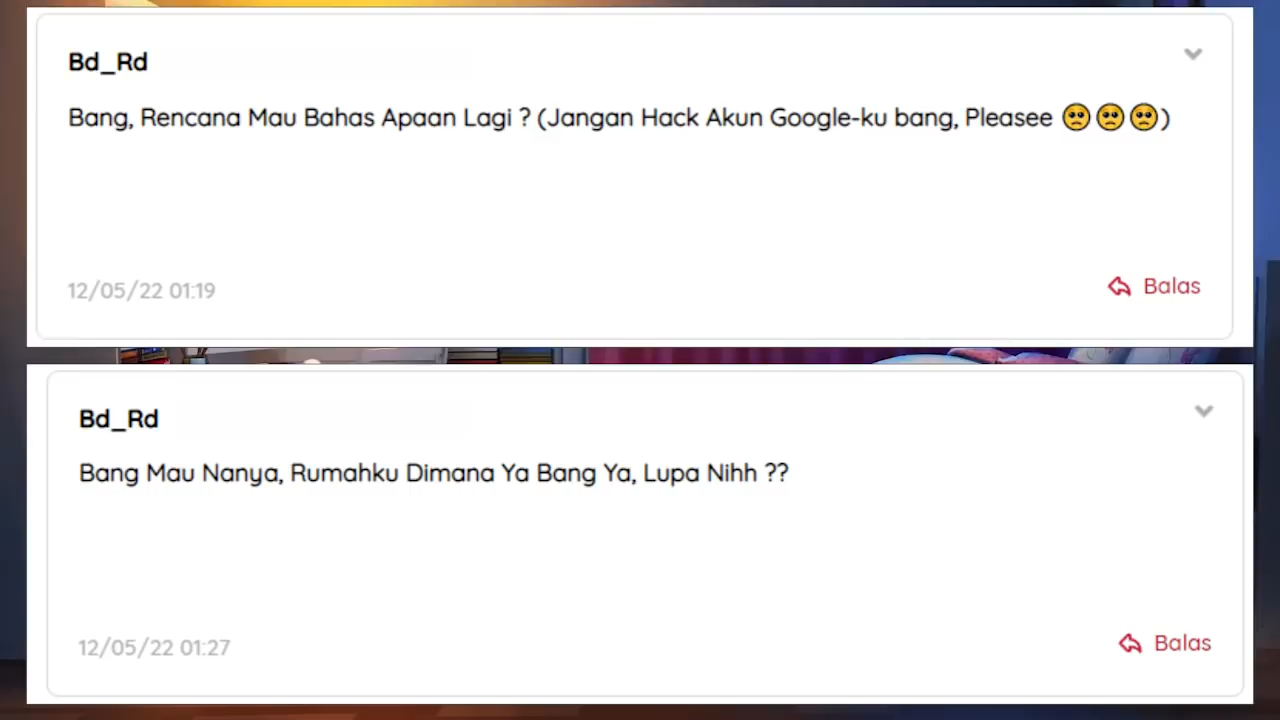 Bd_Rd
Bang, Rencana Mau Bahas Apaan Lagi ? (Jangan Hack Akun Google-ku bang, Pleasee 🥺🥺🥺)
12/05/22 01:19
Balas
Bd_Rd
Bang Mau Nanya, Rumahku Dimana Ya Bang Ya, Lupa Nihh ??
12/05/22 01:27
Balas